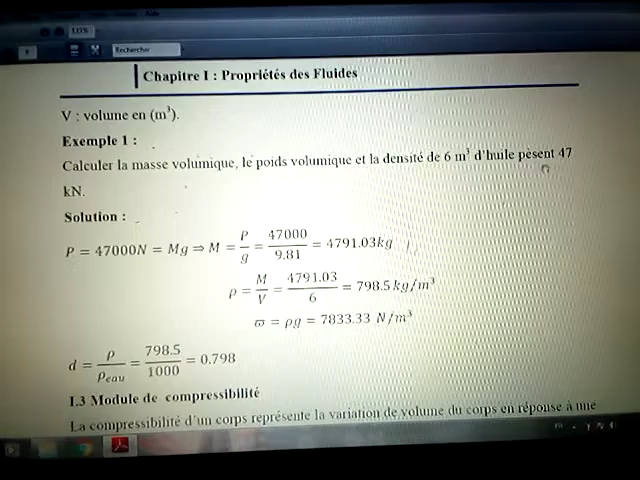 133%
Rechercher
Chapitre I : Propriétés des Fluides
V : volume en (m³).
Exemple 1 :
Calculer la masse volumique, le poids volumique et la densité de 6 m³ d'huile pèsent 47
kN.
Solution :
P = 47000N = Mg ⇒ M = P/g = 47000/9.81 = 4791.03kg
ρ = M/V = 4791.03/6 = 798.5 kg/m³
ϖ = ρg = 7833.33 N/m³
d = ρ/ρeau = 798.5/1000 = 0.798
I.3 Module de compressibilité
La compressibilité d'un corps représente la variation de volume du corps en réponse à une